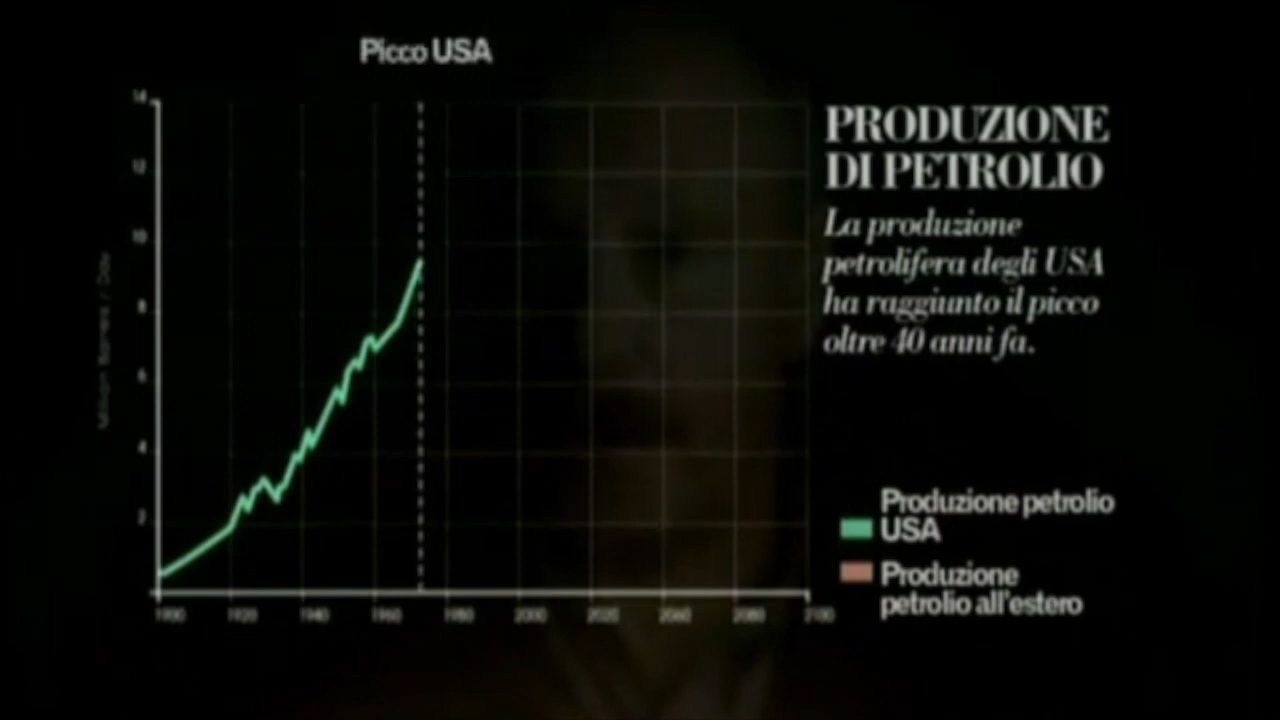 Picco USA
PRODUZIONE
DI PETROLIO
La produzione
petrolifera degli USA
ha raggiunto il picco
oltre 40 anni fa.
14
12
10
8
6
4
2
1900 1920 1940 1960 1980 2000 2020 2040 2060 2080 2100
Produzione petrolio
USA
Produzione
petrolio all'estero